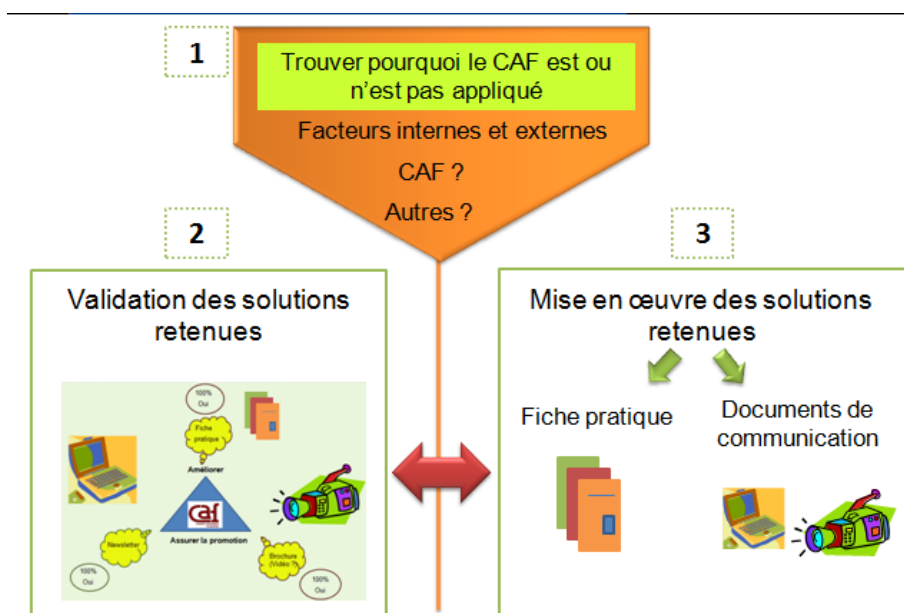 1
Trouver pourquoi le CAF est ou
n'est pas appliqué
Facteurs internes et externes
CAF ?
Autres ?
2
Validation des solutions
retenues
100%
Oui
Fiche
pratique
Améliorer
caf
Assurer la promotion
Newsletter
100%
Oui
Brochure
(Vidéo ?)
100%
Oui
3
Mise en œuvre des solutions
retenues
Fiche pratique
Documents de
communication